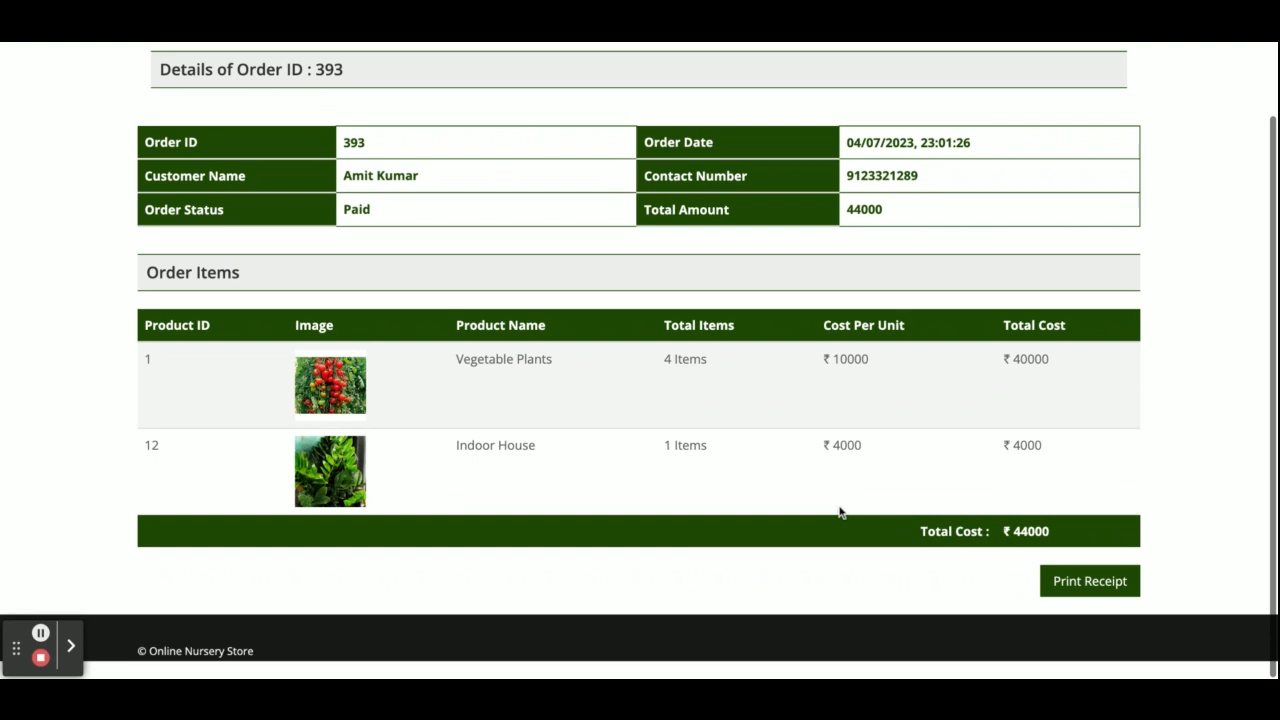 Details of Order ID : 393
Order ID 393 Order Date 04/07/2023, 23:01:26
Customer Name Amit Kumar Contact Number 9123321289
Order Status Paid Total Amount 44000
Order Items
Product ID Image Product Name Total Items Cost Per Unit Total Cost
1 Vegetable Plants 4 Items ₹ 10000 ₹ 40000
12 Indoor House 1 Items ₹ 4000 ₹ 4000
Total Cost : ₹ 44000
Print Receipt
© Online Nursery Store